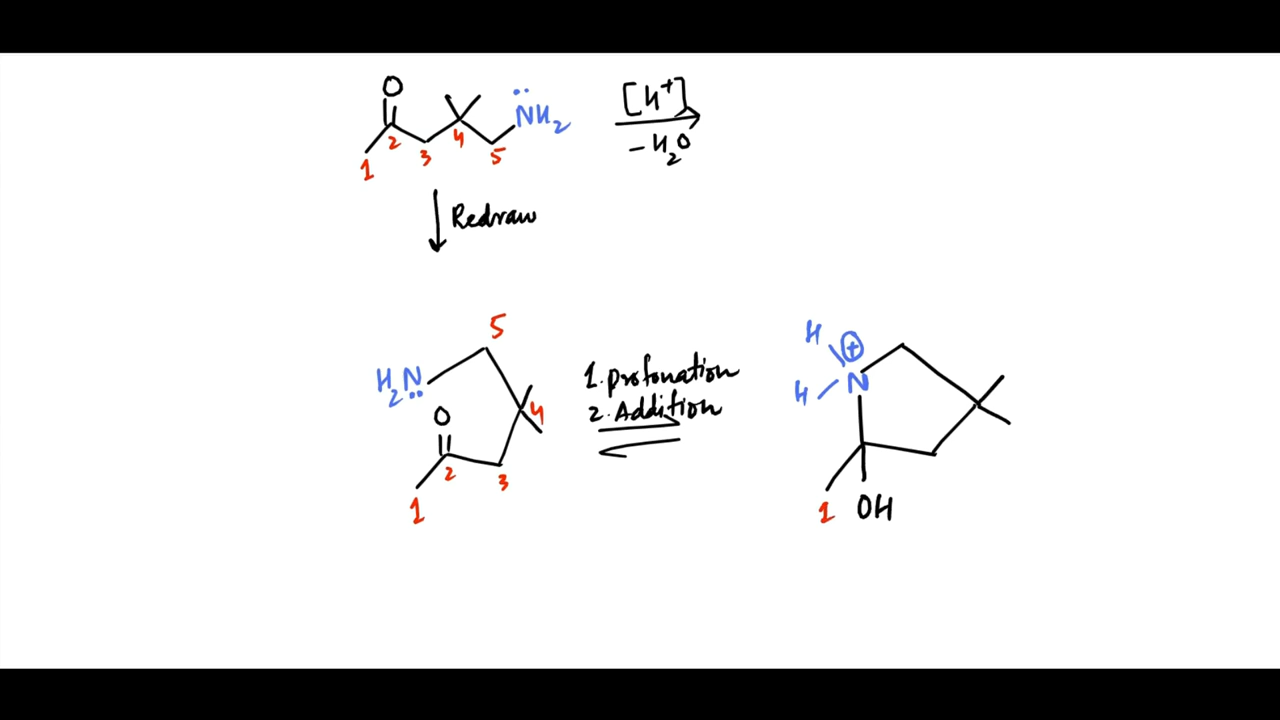 O
1 2 3 4 5
N̈H₂
[H⁺]
-H₂O
Redraw
5
H₂N̈
4
O
2
3
1
1. Protonation
2. Addition
H
⊕
H
N
1
OH